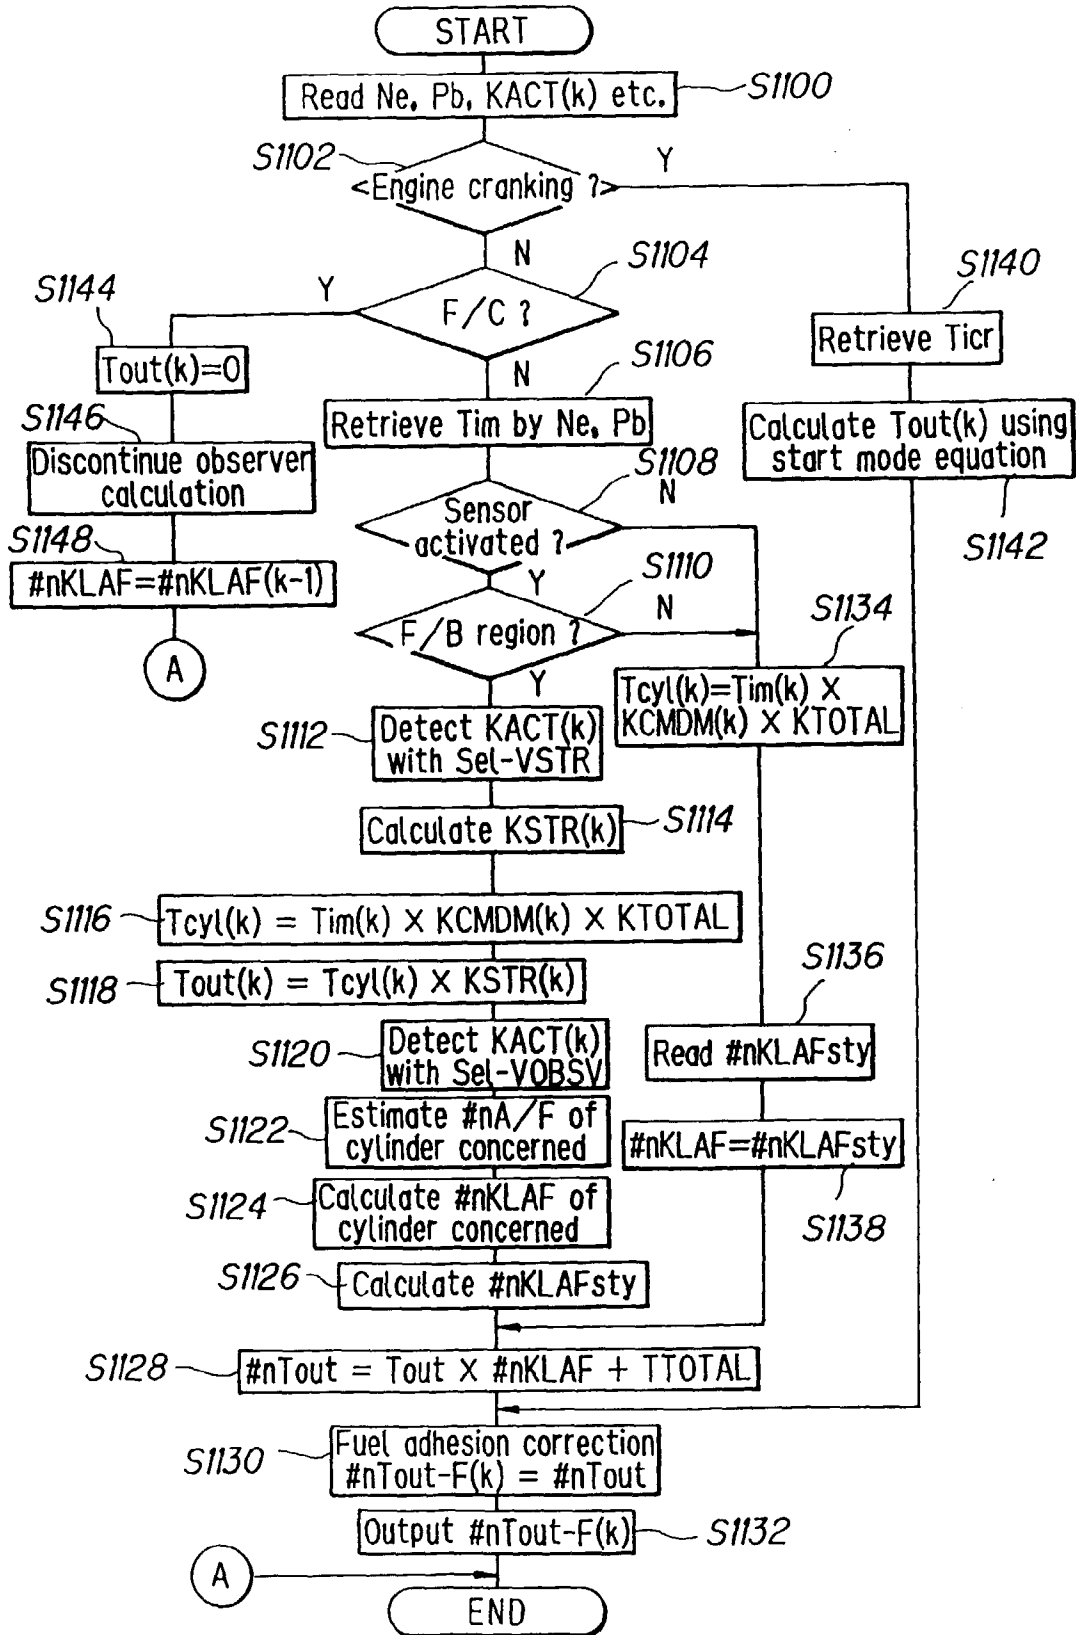 START
Read Ne. Pb. KACT(k) etc.
S1100
S1102
Engine cranking ?
Y
N
S1104
Y
F/C ?
S1144
Tout(k)=0
S1146
Discontinue observer
calculation
S1148
#nKLAF=#nKLAF(k-1)
A
S1140
Retrieve Ticr
Calculate Tout(k) using
start mode equation
S1142
N
S1106
Retrieve Tim by Ne. Pb
S1108
Sensor
activated ?
N
Y
S1110
F/B region ?
N
Y
S1134
Tcyl(k)=Tim(k) X
KCMDM(k) X KTOTAL
S1112
Detect KACT(k)
with Sel-VSTR
Calculate KSTR(k)
S1114
S1116
Tcyl(k) = Tim(k) X KCMDM(k) X KTOTAL
S1118
Tout(k) = Tcyl(k) X KSTR(k)
S1120
Detect KACT(k)
with Sel-VOBSV
S1136
Read #nKLAFsty
S1122
Estimate #nA/F of
cylinder concerned
#nKLAF=#nKLAFsty
S1138
S1124
Calculate #nKLAF of
cylinder concerned
S1126
Calculate #nKLAFsty
S1128
#nTout = Tout X #nKLAF + TTOTAL
S1130
Fuel adhesion correction
#nTout-F(k) = #nTout
Output #nTout-F(k)
S1132
A
END